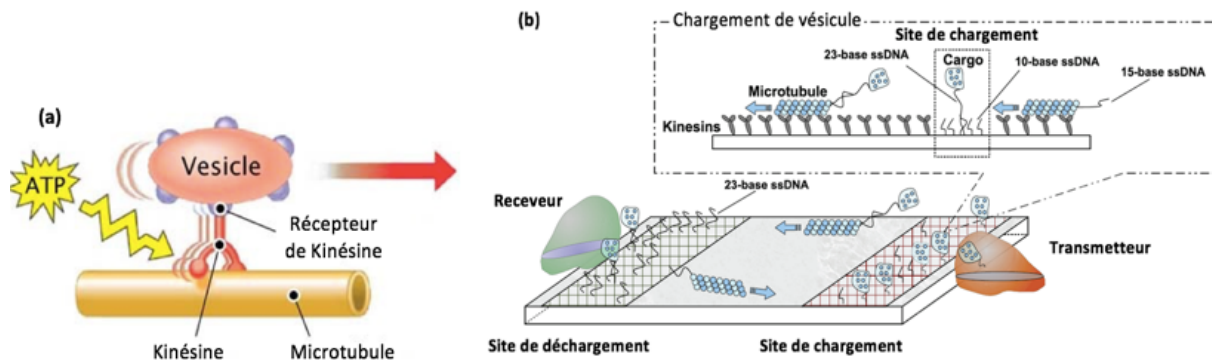 (a)
Vesicle
ATP
Récepteur
de Kinésine
Kinésine
Microtubule
(b)
Chargement de vésicule
Site de chargement
23-base ssDNA
Cargo
10-base ssDNA
15-base ssDNA
Microtubule
Kinesins
23-base ssDNA
Receveur
Transmetteur
Site de déchargement
Site de chargement